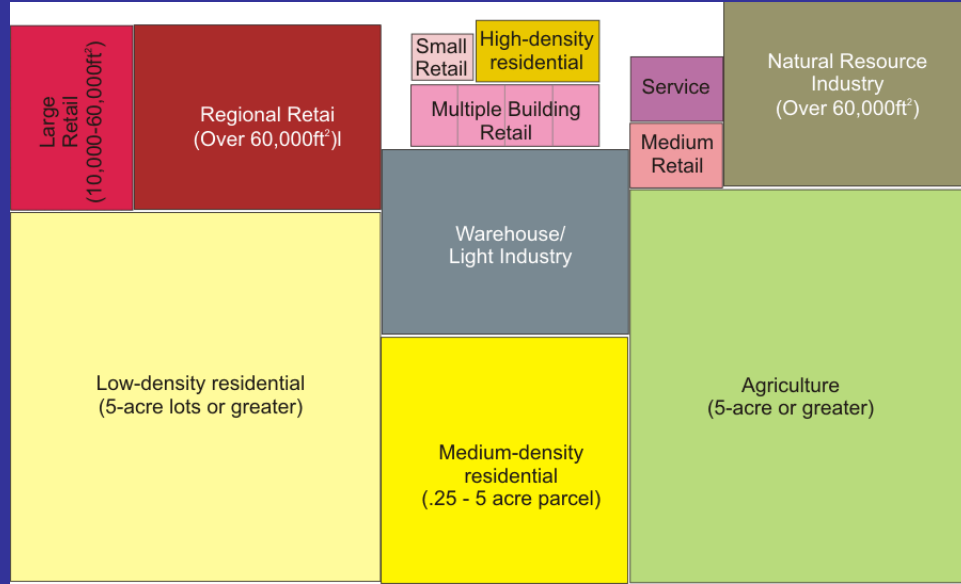 Large
Retail
(10,000-60,000ft²)
Regional Retai
(Over 60,000ft²)l
Small
Retail
High-density
residential
Multiple Building
Retail
Service
Medium
Retail
Natural Resource
Industry
(Over 60,000ft²)
Warehouse/
Light Industry
Low-density residential
(5-acre lots or greater)
Medium-density
residential
(.25 - 5 acre parcel)
Agriculture
(5-acre or greater)